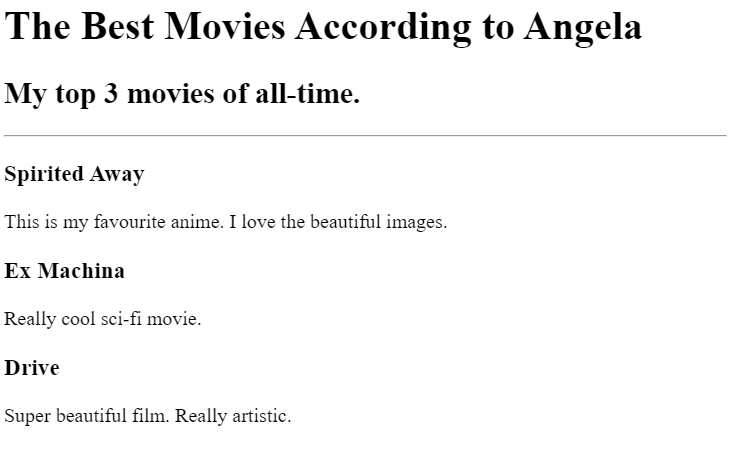 The Best Movies According to Angela
My top 3 movies of all-time.
Spirited Away
This is my favourite anime. I love the beautiful images.
Ex Machina
Really cool sci-fi movie.
Drive
Super beautiful film. Really artistic.